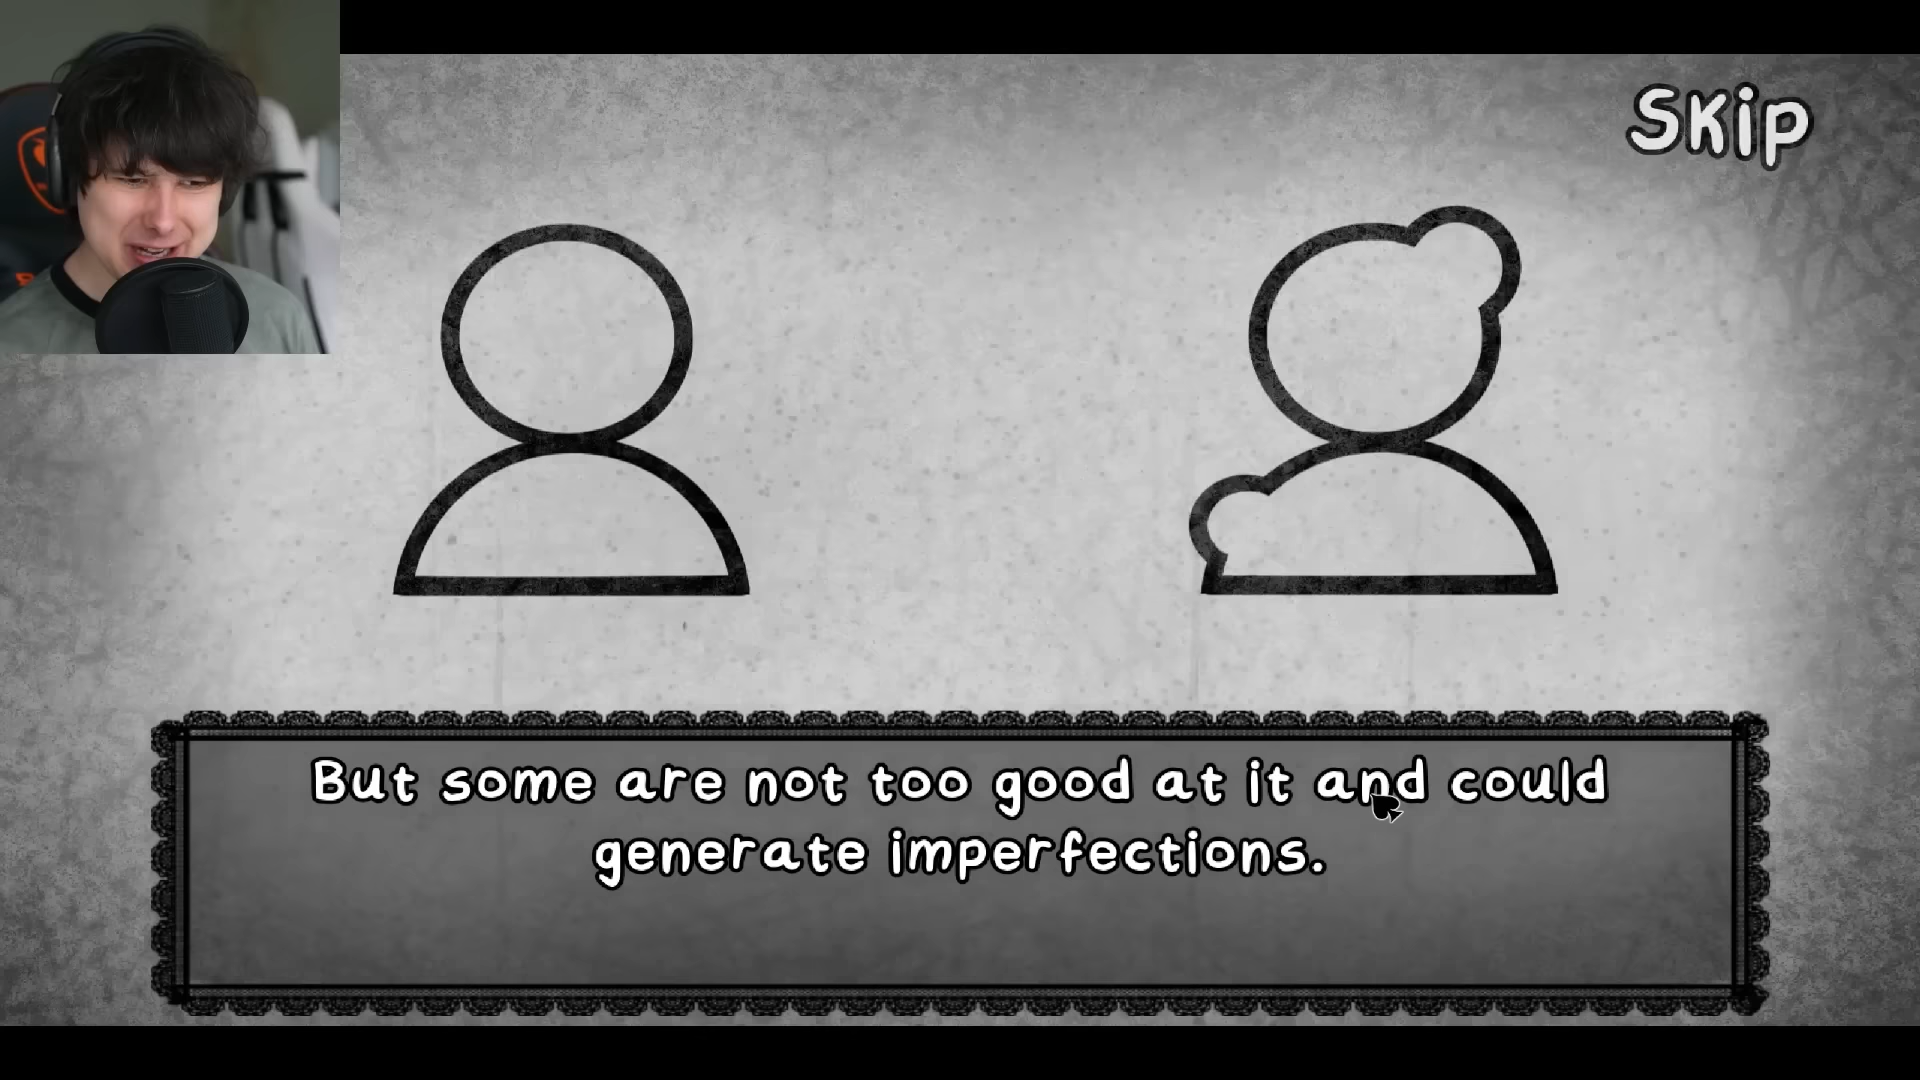 Skip
But some are not too good at it and could
generate imperfections.